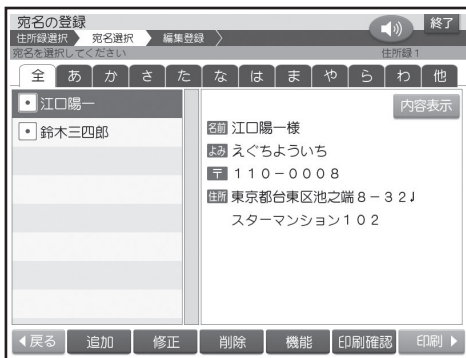 宛名の登録
終了
住所録選択 宛名選択 編集登録
宛名を選択してください 住所録1
全 あ か さ た な は ま や ら わ 他
江口陽一
鈴木三四郎
内容表示
名前 江口陽一様
よみ えぐちよういち
〒 110-0008
住所 東京都台東区池之端8-32♩
スターマンション102
戻る 追加 修正 削除 機能 印刷確認 印刷